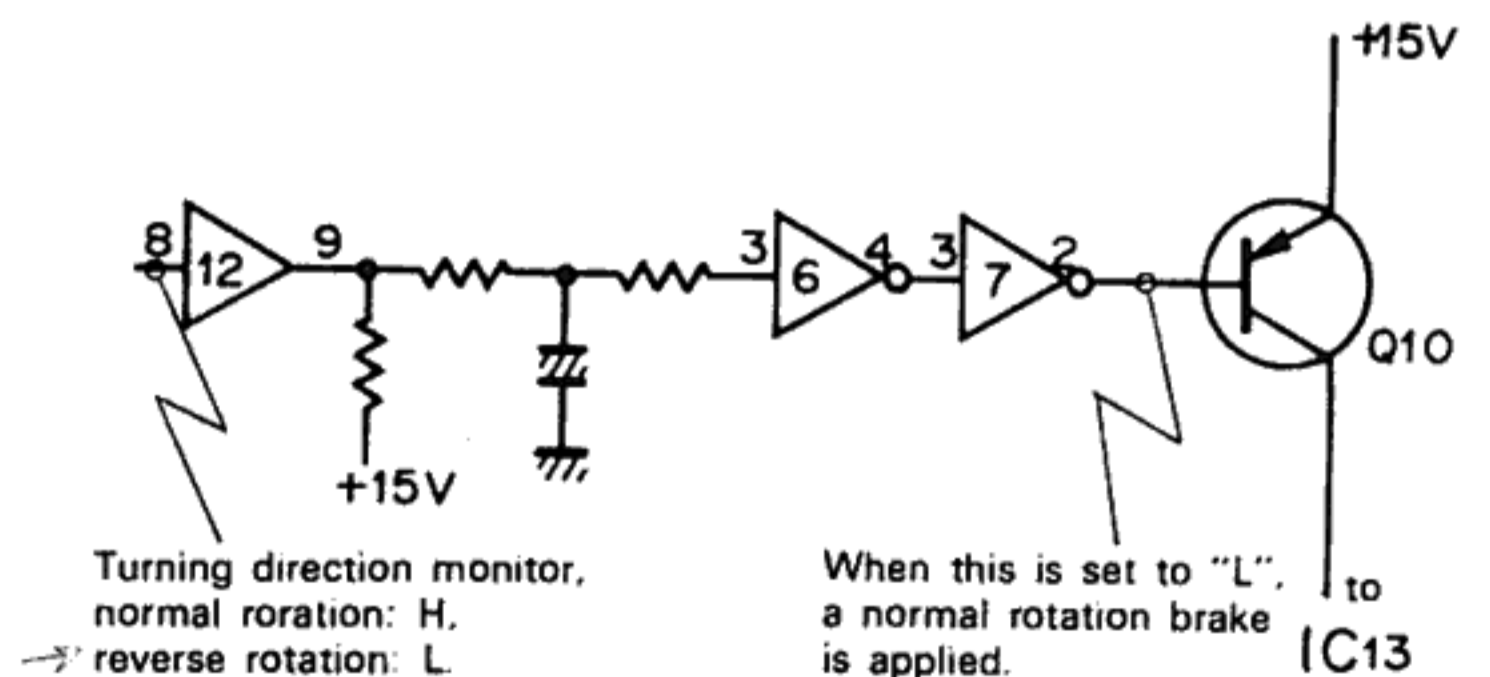 +15V
8
12
9
3
6
4
3
7
2
Q10
+15V
Turning direction monitor,
normal roration: H,
reverse rotation: L.
When this is set to "L",
a normal rotation brake
is applied.
to
IC13